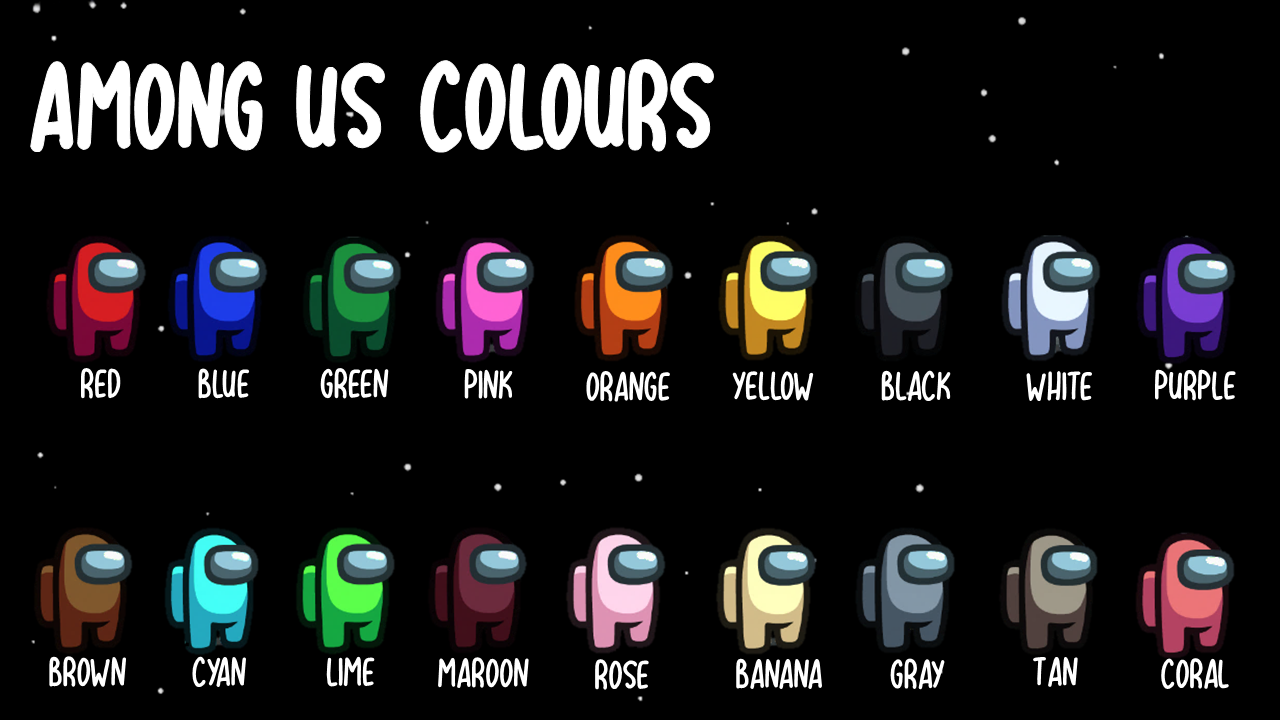 AMONG US COLOURS
RED BLUE GREEN PINK ORANGE YELLOW BLACK WHITE PURPLE
BROWN CYAN LIME MAROON ROSE BANANA GRAY TAN CORAL